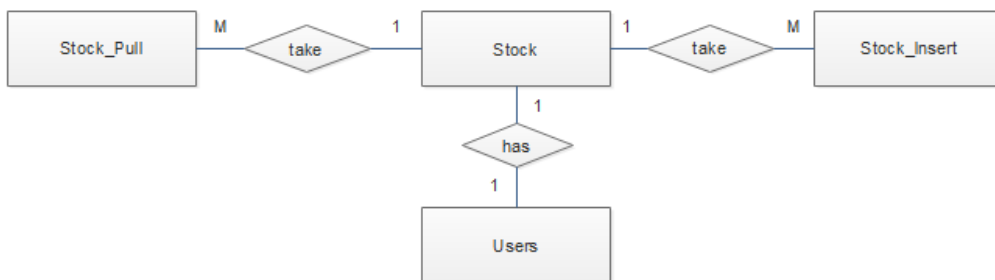 M 1 1 M
Stock_Pull take Stock take Stock_Insert
1
has
1
Users